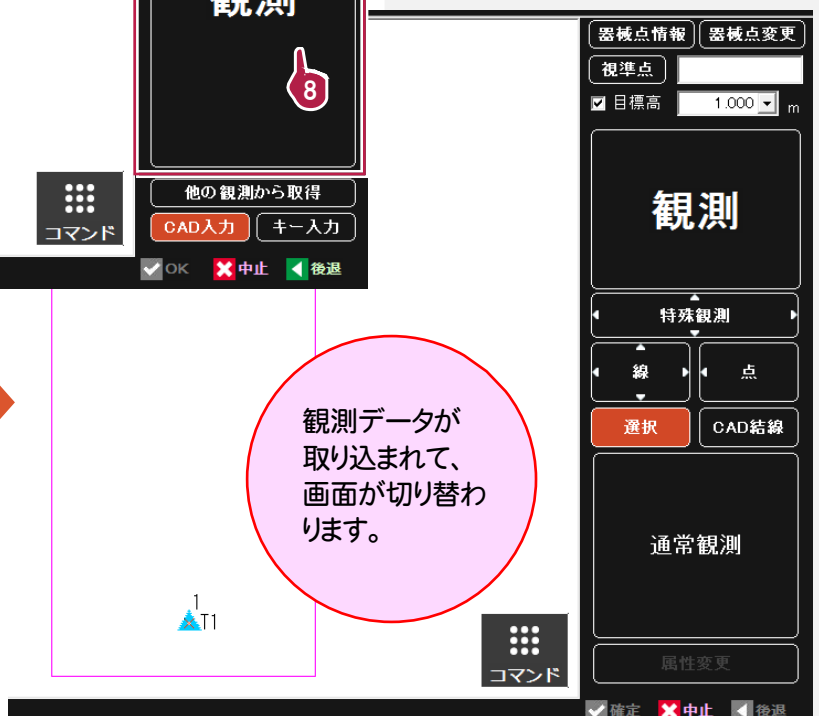 観測
8
他の観測から取得
コマンド
CAD入力 キー入力
OK 中止 後退
器械点情報 器械点変更
視準点
目標高 1.000 m
観測
特殊観測
線 点
選択 CAD結線
観測データが
取り込まれて、
画面が切り替わ
ります。
通常観測
1
T1
コマンド
属性変更
確定 中止 後退